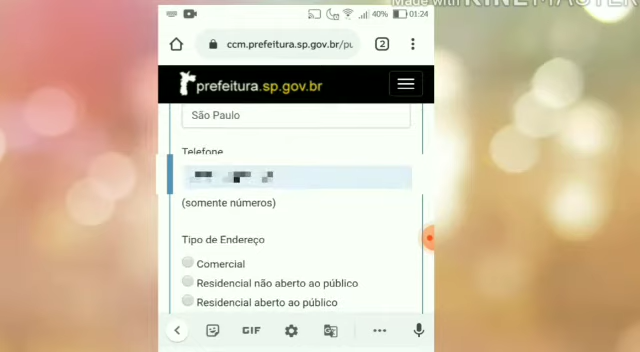 Made with KINEMASTER
40% 01:24
ccm.prefeitura.sp.gov.br/pu 2
prefeitura.sp.gov.br
São Paulo
Telefone
(somente números)
Tipo de Endereço
Comercial
Residencial não aberto ao público
Residencial aberto ao público
GIF